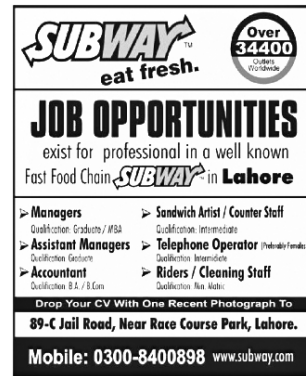 SUBWAY™
eat fresh.
Over
34400
Outlets
Worldwide
JOB OPPORTUNITIES
exist for professional in a well known
Fast Food Chain SUBWAY™ in Lahore
➢ Managers
Qualification: Graduate / MBA
➢ Assistant Managers
Qualification: Graduate
➢ Accountant
Qualification: B.A. / B.Com
➢ Sandwich Artist / Counter Staff
Qualification: Intermediate
➢ Telephone Operator (Preferably Females
Qualification: Intermidiate
➢ Riders / Cleaning Staff
Qualification: Min. Matric
Drop Your CV With One Recent Photograph To
89-C Jail Road, Near Race Course Park, Lahore.
Mobile: 0300-8400898 www.subway.com